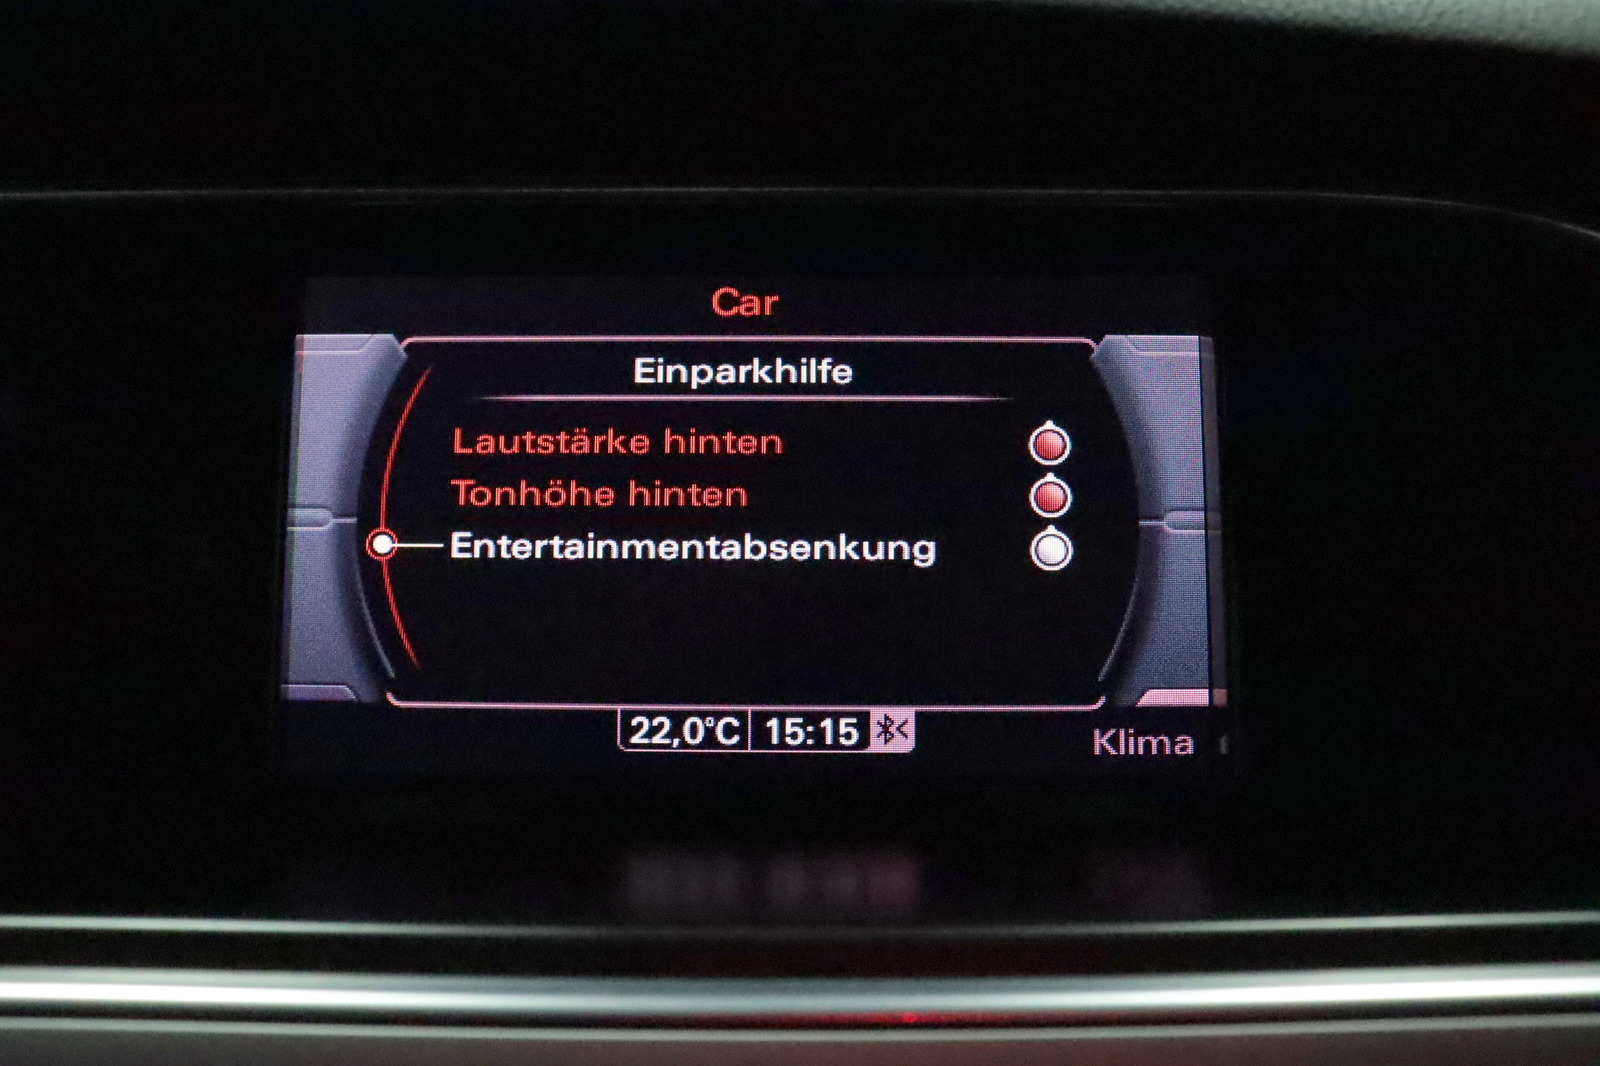 Car
Einparkhilfe
Lautstärke hinten
Tonhöhe hinten
Entertainmentabsenkung
22,0°C 15:15
Klima